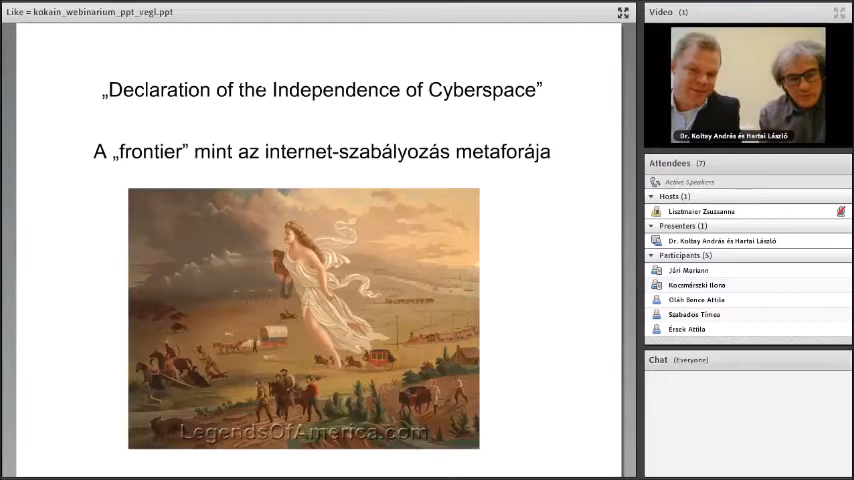 Like = kokain_webinarium_ppt_vegl.ppt
„Declaration of the Independence of Cyberspace”
A „frontier” mint az internet-szabályozás metaforája
LegendsOfAmerica.com
Video (1)
Dr. Koltay András és Hartai László
Attendees (7)
Active Speakers
Hosts (1)
Lisztmaier Zsuzsanna
Presenters (1)
Dr. Koltay András és Hartai László
Participants (5)
Jári Mariann
Kocsmárszki Ilona
Oláh Bence Attila
Szabados Tímea
Érsek Attila
Chat (Everyone)